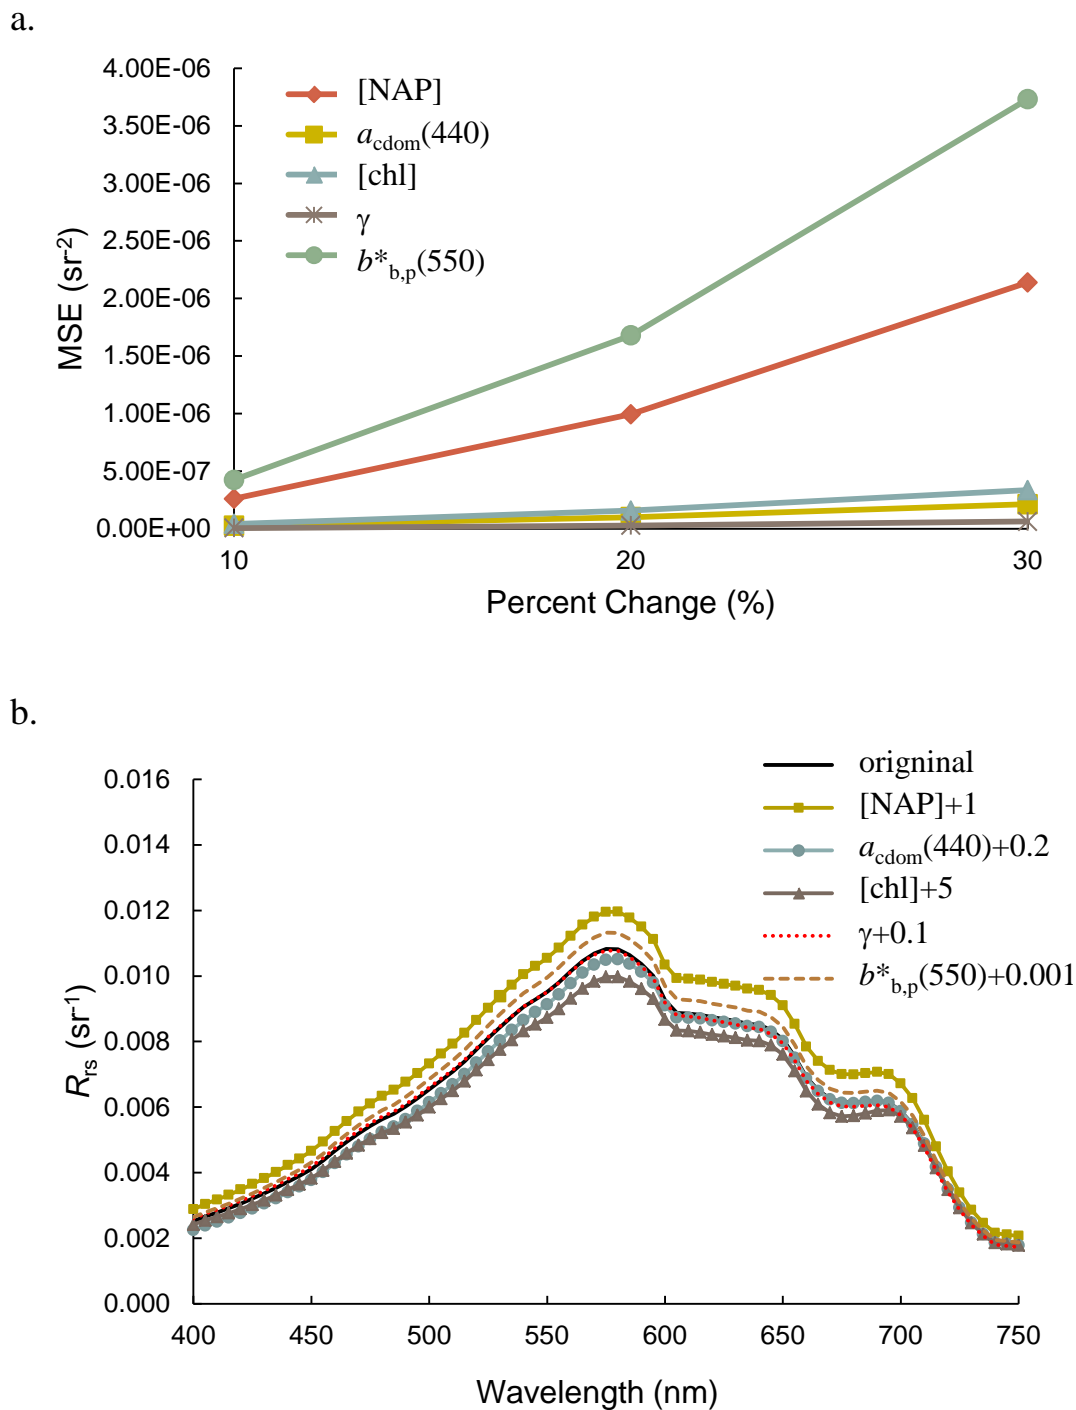 a.
4.00E-06
3.50E-06
3.00E-06
2.50E-06
2.00E-06
1.50E-06
1.00E-06
5.00E-07
0.00E+00
MSE (sr-2)
[NAP]
acdom(440)
[chl]
γ
b*b,p(550)
10 20 30
Percent Change (%)
b.
0.016
0.014
0.012
0.010
0.008
0.006
0.004
0.002
0.000
Rrs (sr-1)
origninal
[NAP]+1
acdom(440)+0.2
[chl]+5
γ+0.1
b*b,p(550)+0.001
400 450 500 550 600 650 700 750
Wavelength (nm)